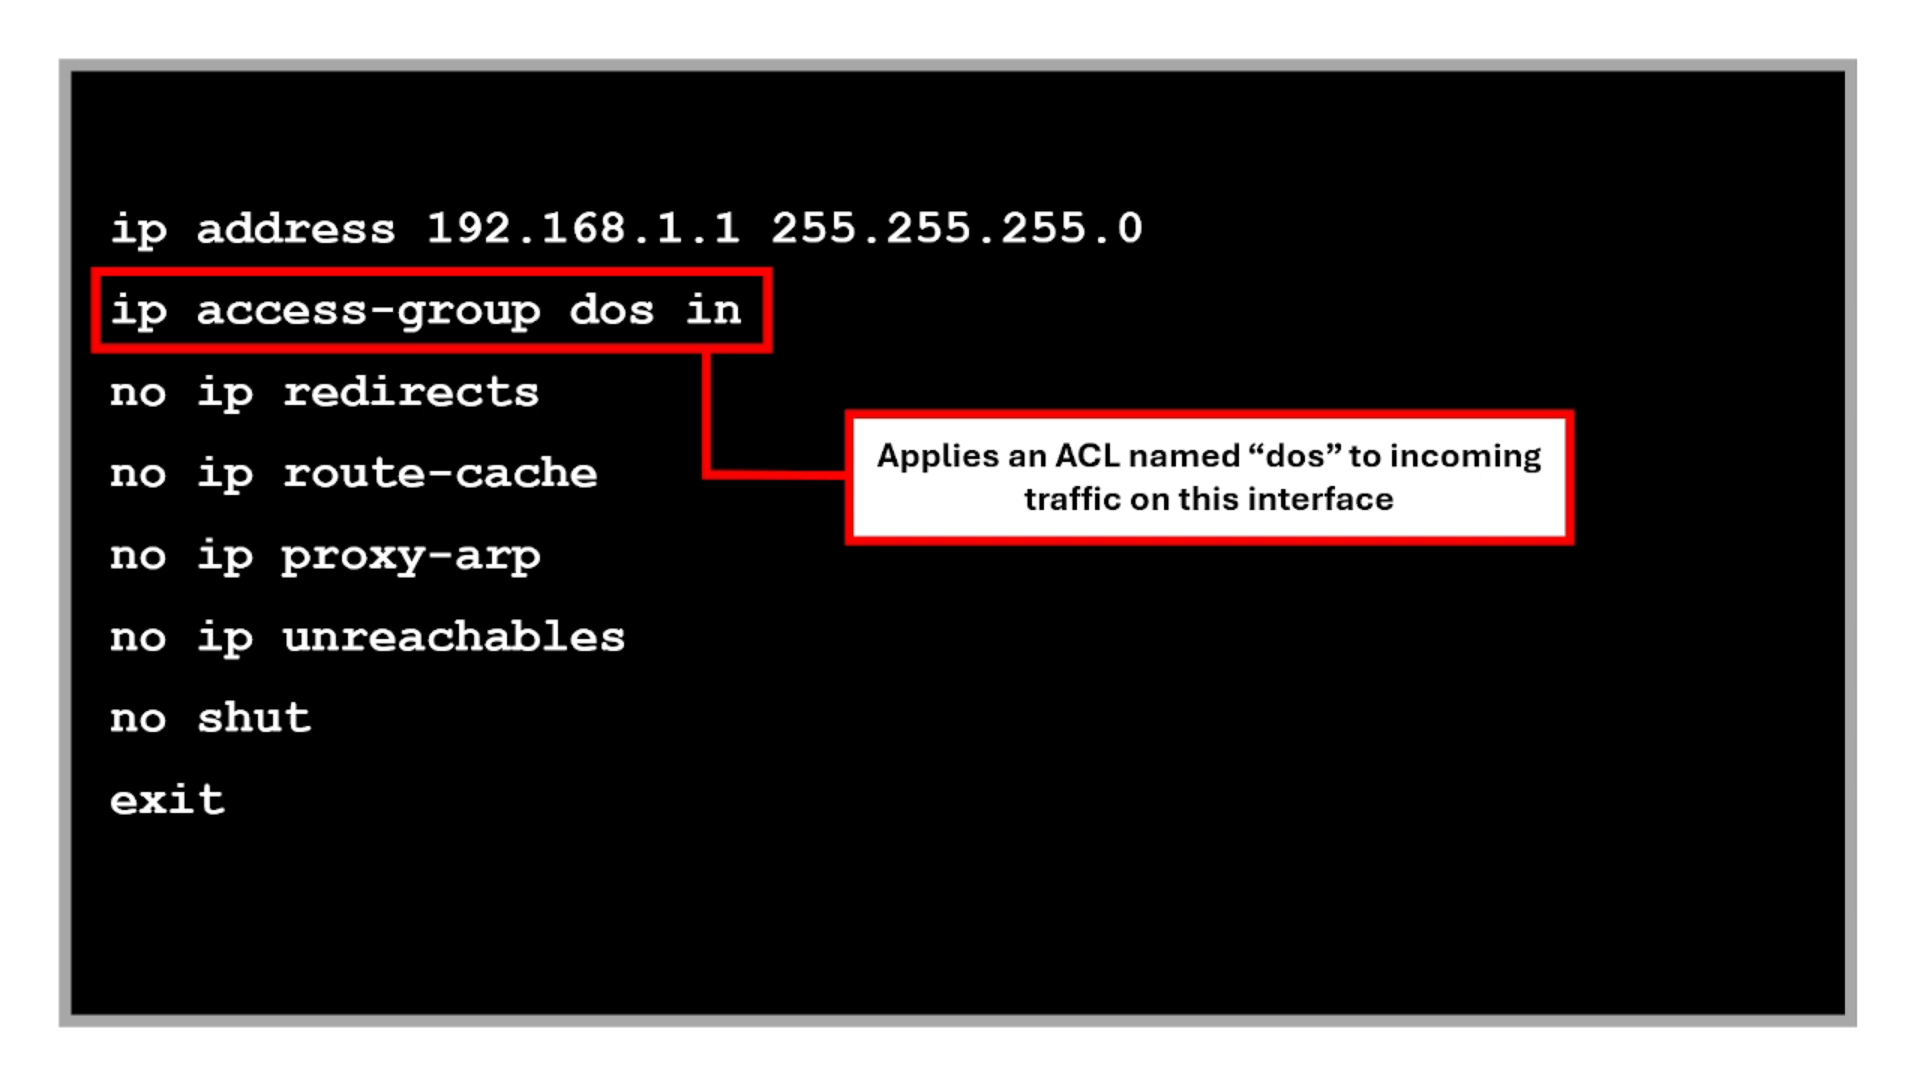 ip address 192.168.1.1 255.255.255.0
ip access-group dos in
no ip redirects
no ip route-cache
Applies an ACL named “dos” to incoming
traffic on this interface
no ip proxy-arp
no ip unreachables
no shut
exit